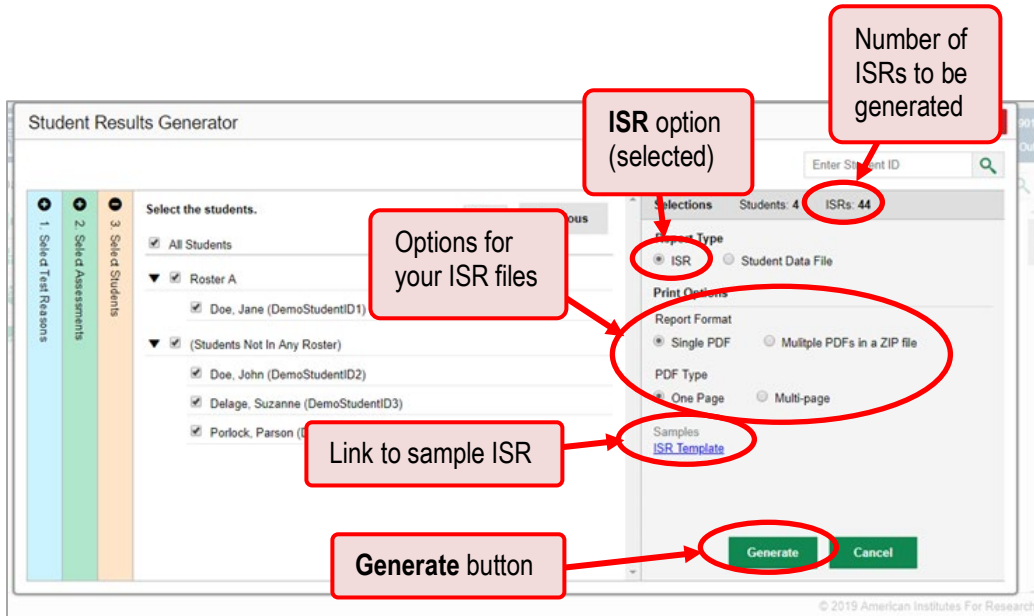 Number of
ISRs to be
generated
ISR option
(selected)
Student Results Generator
Enter Student ID
1. Select Test Reasons
2. Select Assessments
3. Select Students
Select the students.
All Students
Roster A
Doe, Jane (DemoStudentID1)
(Students Not In Any Roster)
Doe, John (DemoStudentID2)
Delage, Suzanne (DemoStudentID3)
Porlock, Parson
Options for
your ISR files
Selections Students: 4 ISRs: 44
Report Type
ISR Student Data File
Print Options
Report Format
Single PDF Mulitple PDFs in a ZIP file
PDF Type
One Page Multi-page
Samples
ISR Template
Link to sample ISR
Generate button
Generate Cancel
© 2019 American Institutes For Research